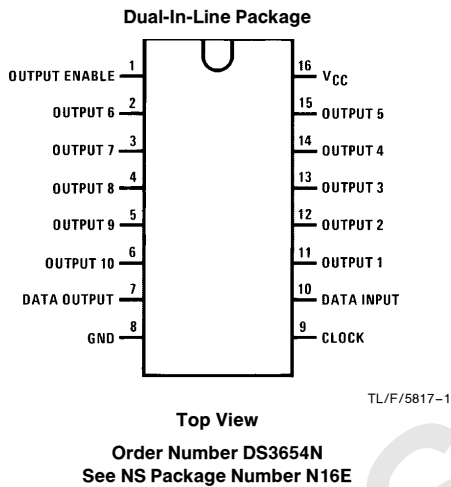 Dual-In-Line Package
OUTPUT ENABLE 1 16 VCC
OUTPUT 6 2 15 OUTPUT 5
OUTPUT 7 3 14 OUTPUT 4
OUTPUT 8 4 13 OUTPUT 3
OUTPUT 9 5 12 OUTPUT 2
OUTPUT 10 6 11 OUTPUT 1
DATA OUTPUT 7 10 DATA INPUT
GND 8 9 CLOCK
TL/F/5817–1
Top View
Order Number DS3654N
See NS Package Number N16E